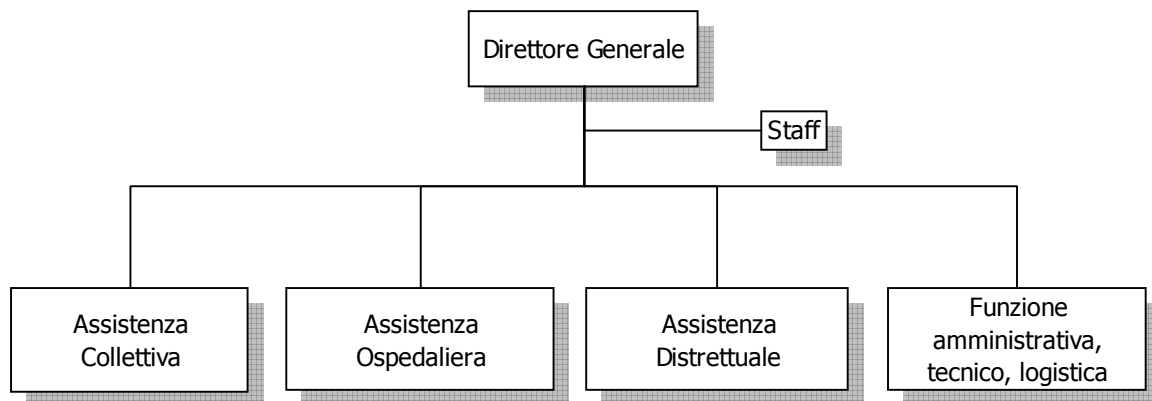 Direttore Generale
Staff
Assistenza
Collettiva
Assistenza
Ospedaliera
Assistenza
Distrettuale
Funzione
amministrativa,
tecnico, logistica